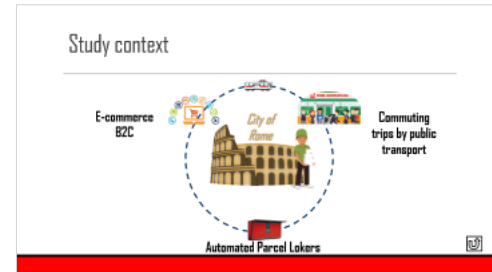 Study context
E-commerce
B2C
City of
Rome
Commuting
trips by public
transport
Automated Parcel Lokers